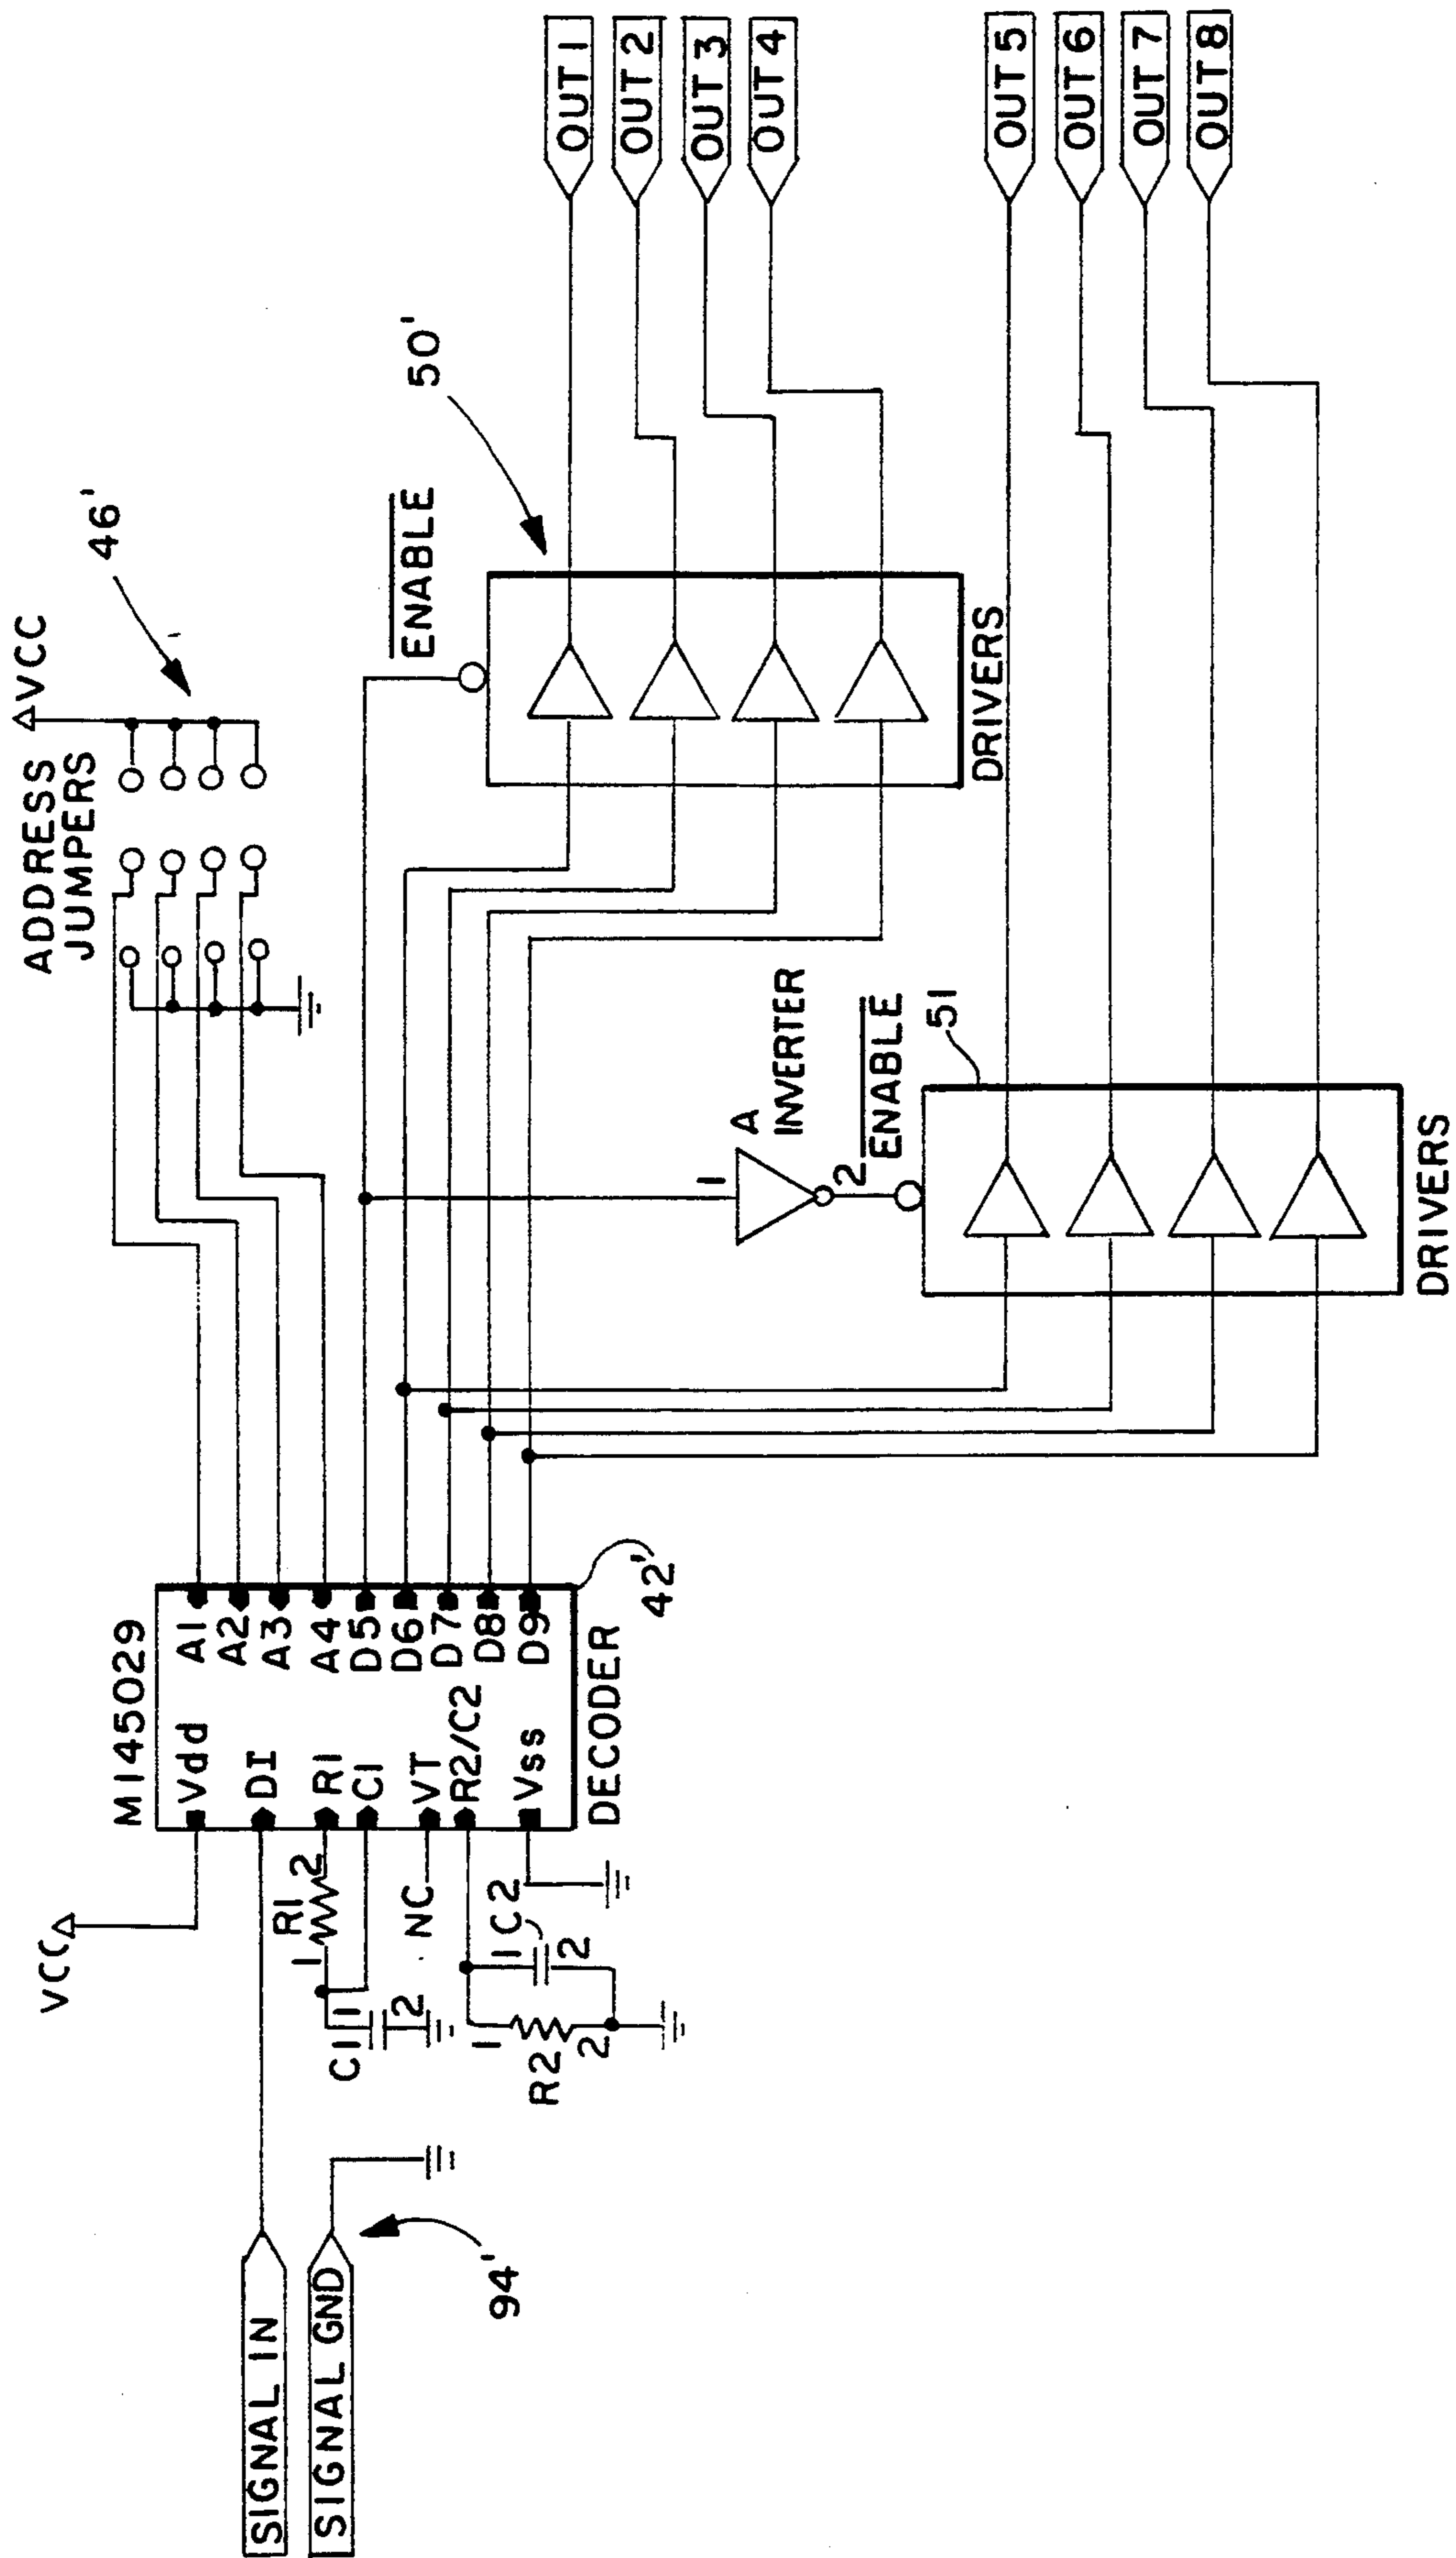 ADDRESS
JUMPERS
VCC
46'
ENABLE
50'
OUT 1
OUT 2
OUT 3
OUT 4
DRIVERS
VCC
M145029
Vdd
DI
R1
C1
VT
R2/C2
Vss
A1
A2
A3
A4
D5
D6
D7
D8
D9
DECODER
42'
R1
1
2
C1
1
2
NC
1
C2
2
1
R2
2
SIGNAL IN
SIGNAL GND
94'
1
A
INVERTER
2
ENABLE
51
DRIVERS
OUT 5
OUT 6
OUT 7
OUT 8